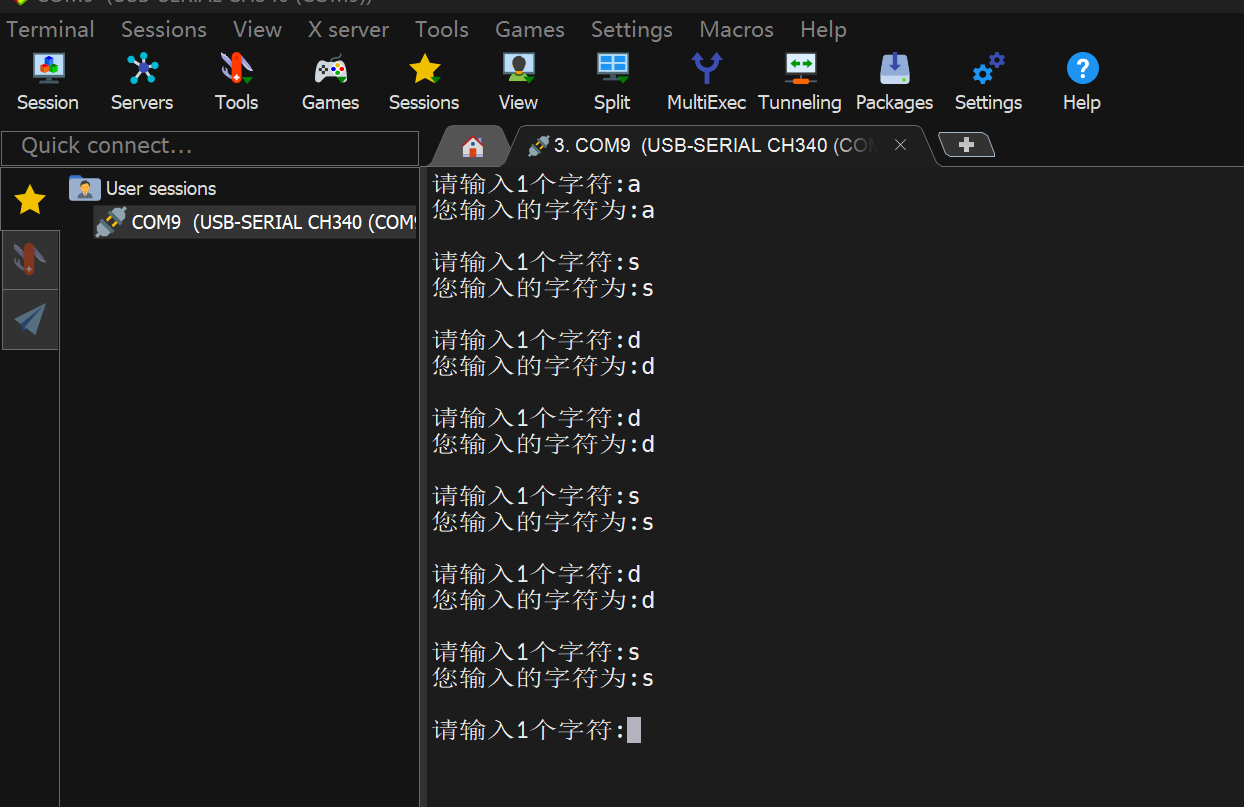 Terminal Sessions View X server Tools Games Settings Macros Help
Session Servers Tools Games Sessions View Split MultiExec Tunneling Packages Settings Help
Quick connect...
3. COM9 (USB-SERIAL CH340 (COM
User sessions
COM9 (USB-SERIAL CH340 (COM9
请输入1个字符:a
您输入的字符为:a
请输入1个字符:s
您输入的字符为:s
请输入1个字符:d
您输入的字符为:d
请输入1个字符:d
您输入的字符为:d
请输入1个字符:s
您输入的字符为:s
请输入1个字符:d
您输入的字符为:d
请输入1个字符:s
您输入的字符为:s
请输入1个字符: